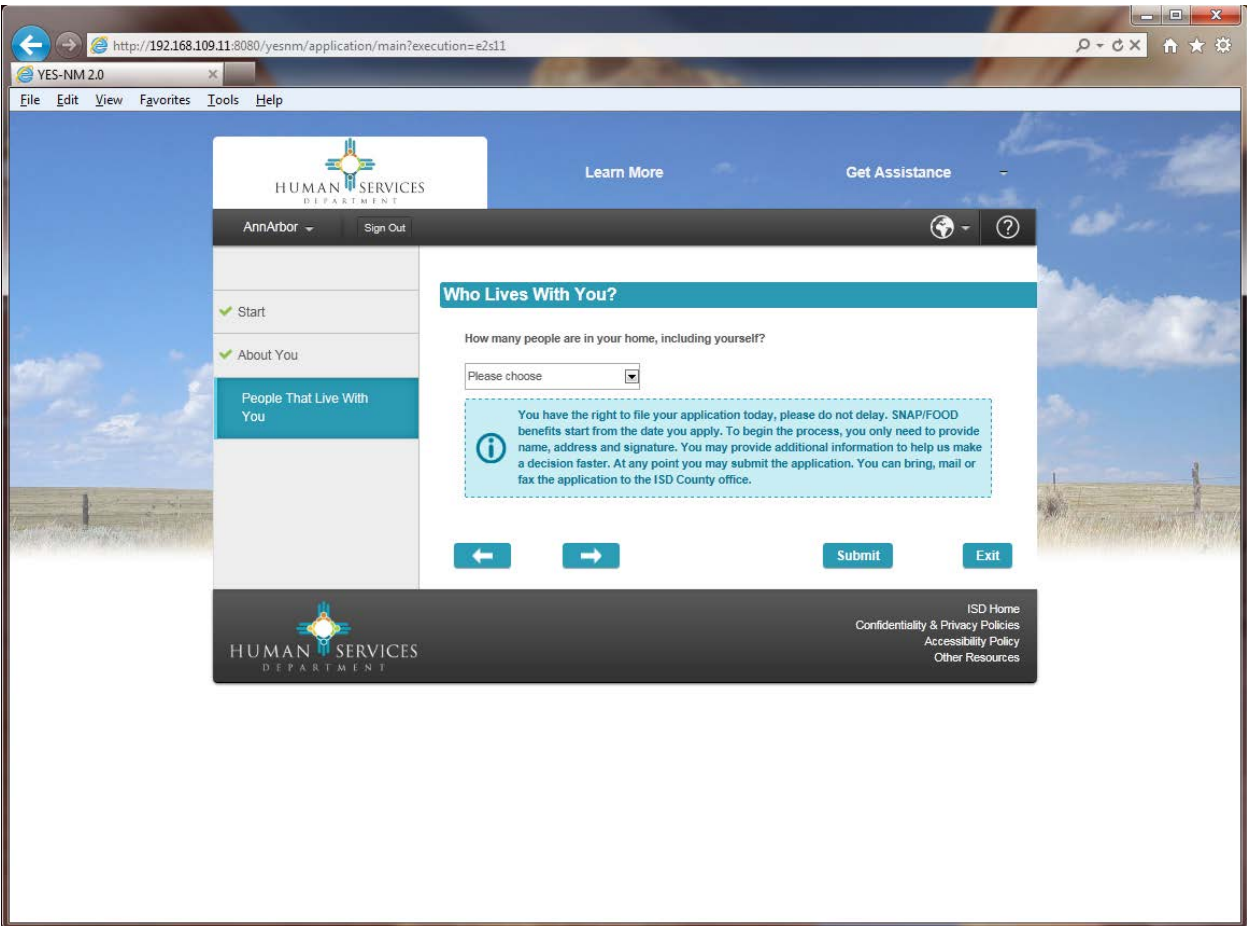 http://192.168.109.11:8080/yesnm/application/main?execution=e2s11
YES-NM 2.0
File Edit View Favorites Tools Help
HUMAN SERVICES
DEPARTMENT
Learn More
Get Assistance
AnnArbor
Sign Out
Start
About You
People That Live With
You
Who Lives With You?
How many people are in your home, including yourself?
Please choose
You have the right to file your application today, please do not delay. SNAP/FOOD
benefits start from the date you apply. To begin the process, you only need to provide
name, address and signature. You may provide additional information to help us make
a decision faster. At any point you may submit the application. You can bring, mail or
fax the application to the ISD County office.
Submit
Exit
HUMAN SERVICES
DEPARTMENT
ISD Home
Confidentiality & Privacy Policies
Accessibility Policy
Other Resources